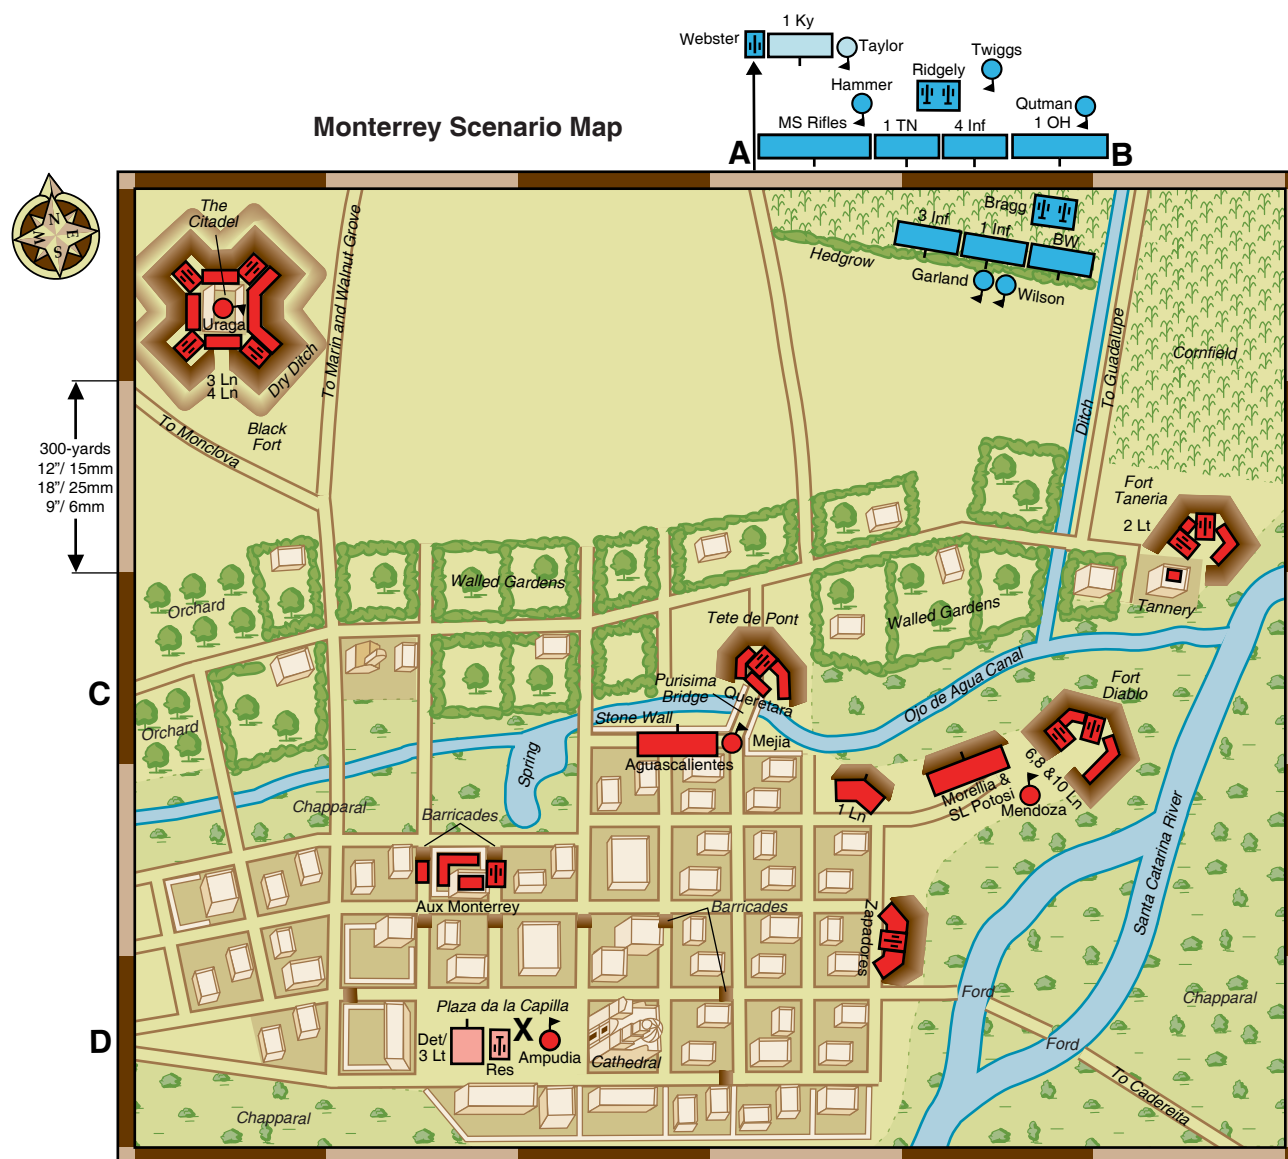 1 Ky
Webster
Taylor
Twiggs
Ridgely
Hammer
Qutman
Monterrey Scenario Map
MS Rifles
1 TN
4 Inf
1 OH
A
B
The
Citadel
N
E
S
W
Bragg
3 Inf
1 Inf
BW
Hedgrow
Garland
Wilson
Uraga
To Marin and Walnut Grove
Dry Ditch
3 Ln
4 Ln
Black
Fort
To Monclova
To Guadalupe
Ditch
Cornfield
300-yards
12”/ 15mm
18”/ 25mm
9”/ 6mm
Fort
Taneria
2 Lt
Tannery
Walled Gardens
Orchard
Tete de Pont
Walled Gardens
C
Purisima
Bridge
Queretara
Ojo de Agua Canal
Fort
Diablo
Orchard
Stone Wall
Mejia
Aguascalientes
Spring
6,8 &10 Ln
Morellia &
SL Potosi
Mendoza
1 Ln
Chapparal
Barricades
Santa Catarina River
Aux Monterrey
Barricades
Zapadores
Ford
Chapparal
Plaza da la Capilla
D
Det/
3 Lt
X
Res
Ampudia
Cathedral
Ford
To Cadereita
Chapparal